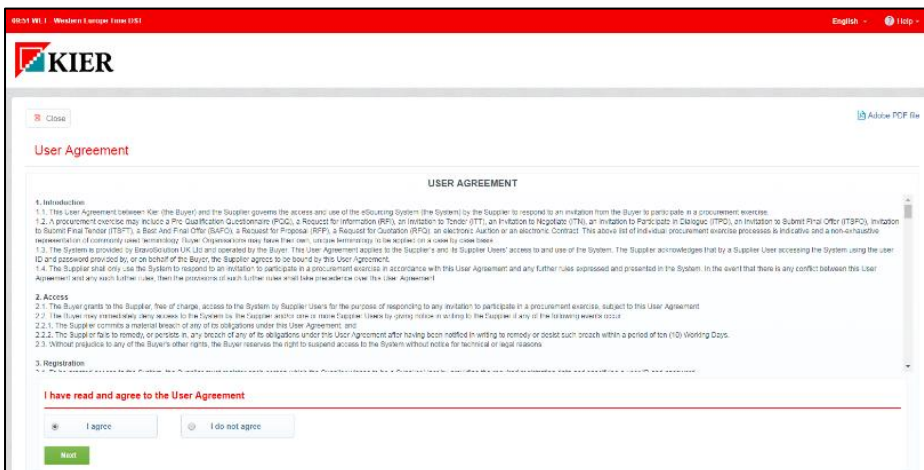 09:51 WET - Western Europe Time DST
English
Help
KIER
Close
Adobe PDF file
User Agreement
USER AGREEMENT
1. Introduction
1.1. This User Agreement between Kier (the Buyer) and the Supplier governs the access and use of the eSourcing System (the System) by the Supplier to respond to an invitation from the Buyer to participate in a procurement exercise.
1.2. A procurement exercise may include a Pre Qualification Questionnaire (PQQ), a Request for Information (RFI), an Invitation to Tender (ITT), an Invitation to Negotiate (ITN), an Invitation to Participate in Dialogue (ITPD), an Invitation to Submit Final Offer (ITSFO), Invitation
to Submit Final Tender (ITSFT), a Best And Final Offer (BAFO), a Request for Proposal (RFP), a Request for Quotation (RFQ), an electronic Auction or an electronic Contract. This above list of individual procurement exercise processes is indicative and a non-exhaustive
representation of commonly used terminology. Buyer Organisations may have their own, unique terminology to be applied on a case by case basis
1.3. The System is provided by BravoSolution UK Ltd and operated by the Buyer. This User Agreement applies to the Supplier's and its Supplier Users' access to and use of the System. The Supplier acknowledges that by a Supplier User accessing the System using the user
ID and password provided by, or on behalf of the Buyer, the Supplier agrees to be bound by this User Agreement.
1.4. The Supplier shall only use the System to respond to an invitation to participate in a procurement exercise in accordance with this User Agreement and any further rules expressed and presented in the System. In the event that there is any conflict between this User
Agreement and any such further rules, then the provisions of such further rules shall take precedence over this User Agreement
2. Access
2.1. The Buyer grants to the Supplier, free of charge, access to the System by Supplier Users for the purpose of responding to any invitation to participate in a procurement exercise, subject to this User Agreement
2.2. The Buyer may immediately deny access to the System by the Supplier and/or one or more Supplier Users by giving notice in writing to the Supplier if any of the following events occur
2.2.1. The Supplier commits a material breach of any of its obligations under this User Agreement; and
2.2.2. The Supplier fails to remedy, or persists in, any breach of any of its obligations under this User Agreement after having been notified in writing to remedy or desist such breach within a period of ten (10) Working Days.
2.3. Without prejudice to any of the Buyer's other rights, the Buyer reserves the right to suspend access to the System without notice for technical or legal reasons
3. Registration
I have read and agree to the User Agreement
I agree
I do not agree
Next